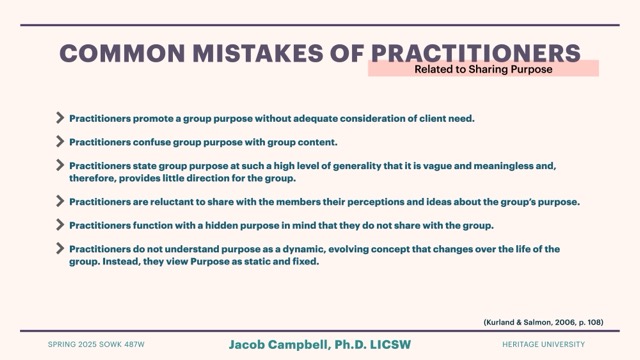 COMMON MISTAKES OF PRACTITIONERS
Related to Sharing Purpose
Practitioners promote a group purpose without adequate consideration of client need.
Practitioners confuse group purpose with group content.
Practitioners state group purpose at such a high level of generality that it is vague and meaningless and,
therefore, provides little direction for the group.
Practitioners are reluctant to share with the members their perceptions and ideas about the group’s purpose.
Practitioners function with a hidden purpose in mind that they do not share with the group.
Practitioners do not understand purpose as a dynamic, evolving concept that changes over the life of the
group. Instead, they view Purpose as static and fixed.
(Kurland & Salmon, 2006, p. 108)
SPRING 2025 SOWK 487W
Jacob Campbell, Ph.D. LICSW
HERITAGE UNIVERSITY